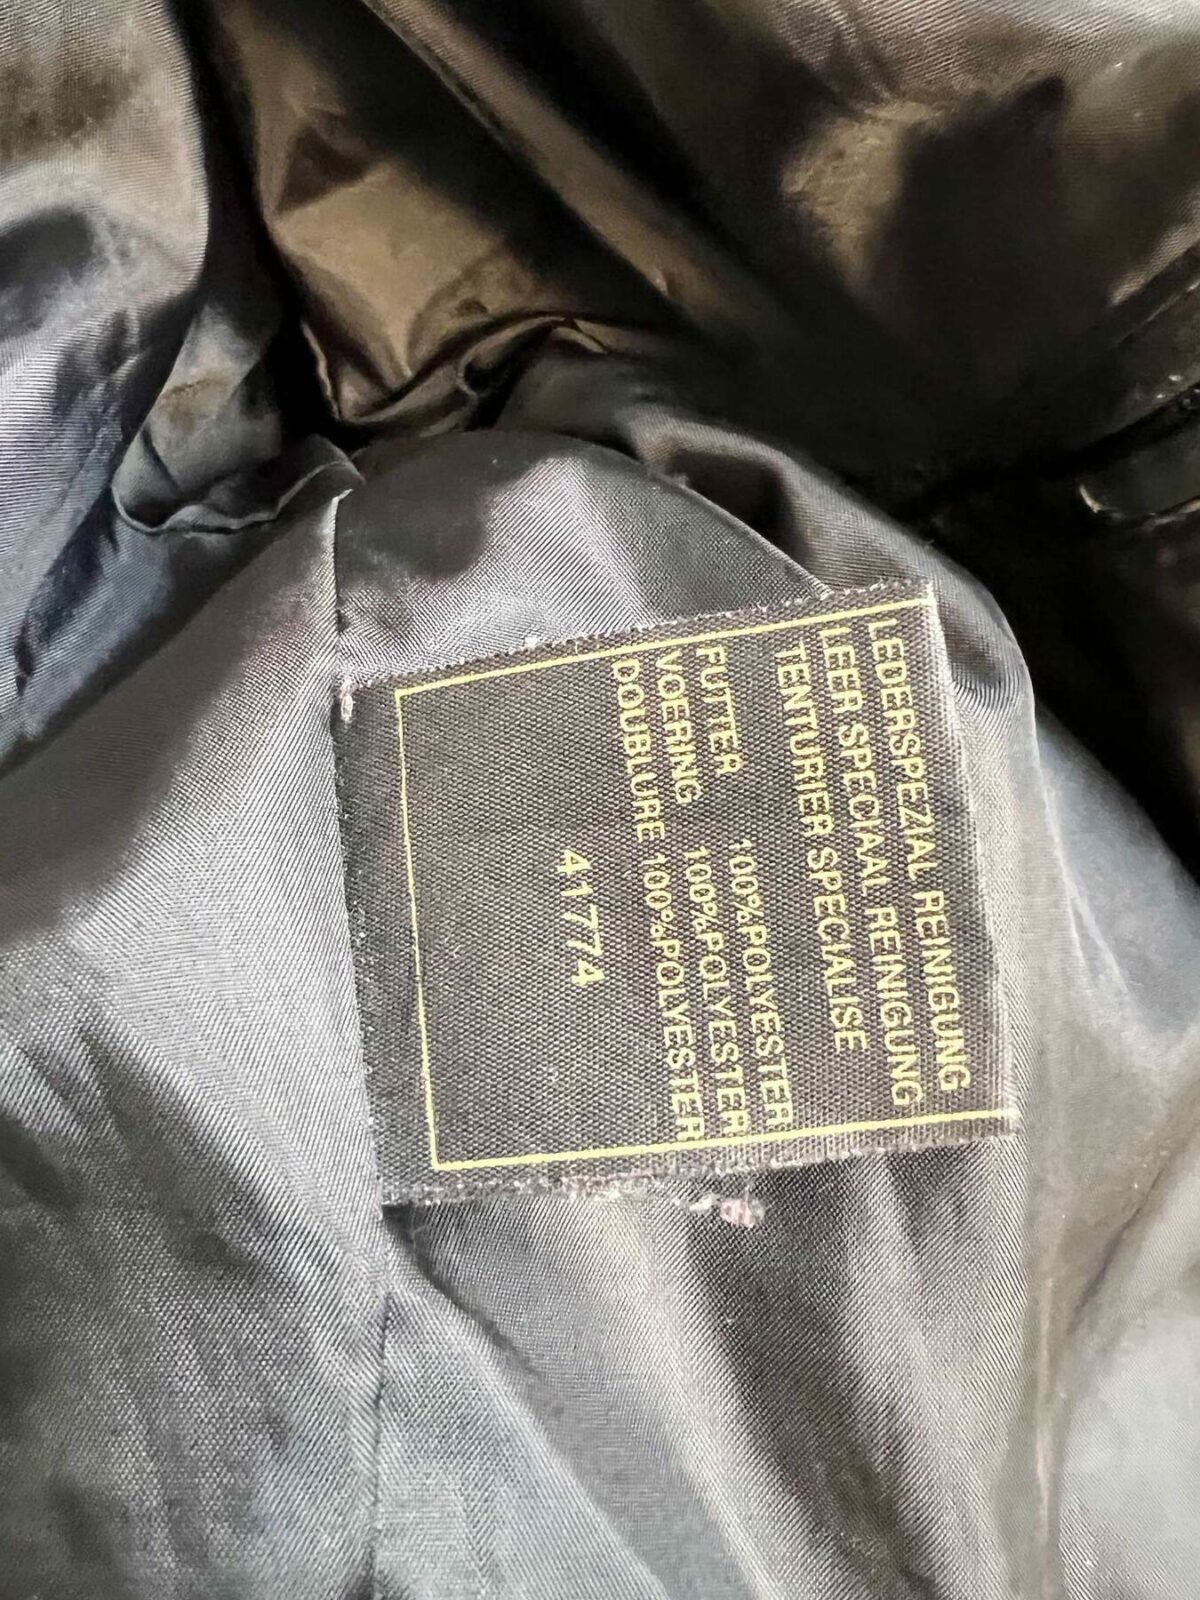 LEDERSPEZIAL REINIGUNG
LEER SPECIAAL REINIGUNG
TENTURIER SPECIALISE
FUTTER 100%POLYESTER
VOERING 100%POLYESTER
DOUBLURE 100%POLYESTER
41774